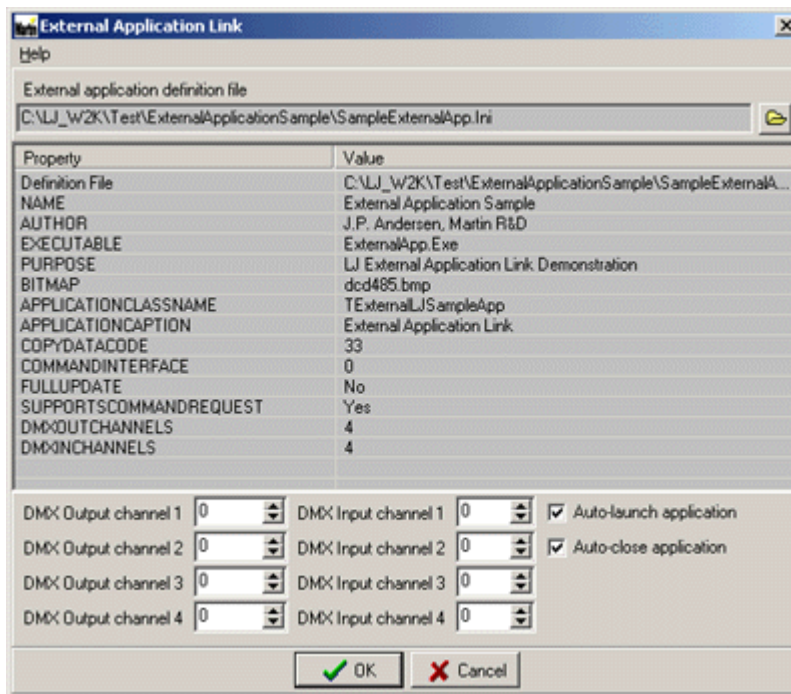 External Application Link
Help
External application definition file
C:\LJ_W2K\Test\ExternalApplicationSample\SampleExternalApp.Ini
Property Value
Definition File C:\LJ_W2K\Test\ExternalApplicationSample\SampleExternalA...
NAME External Application Sample
AUTHOR J.P. Andersen, Martin R&D
EXECUTABLE ExternalApp.Exe
PURPOSE LJ External Application Link Demonstration
BITMAP dcd485.bmp
APPLICATIONCLASSNAME TExternalLJSampleApp
APPLICATIONCAPTION External Application Link
COPYDATACODE 33
COMMANDINTERFACE 0
FULLUPDATE No
SUPPORTSCOMMANDREQUEST Yes
DMXOUTCHANNELS 4
DMXINCHANNELS 4
DMX Output channel 1 0 DMX Input channel 1 0 Auto-launch application
DMX Output channel 2 0 DMX Input channel 2 0 Auto-close application
DMX Output channel 3 0 DMX Input channel 3 0
DMX Output channel 4 0 DMX Input channel 4 0
OK Cancel